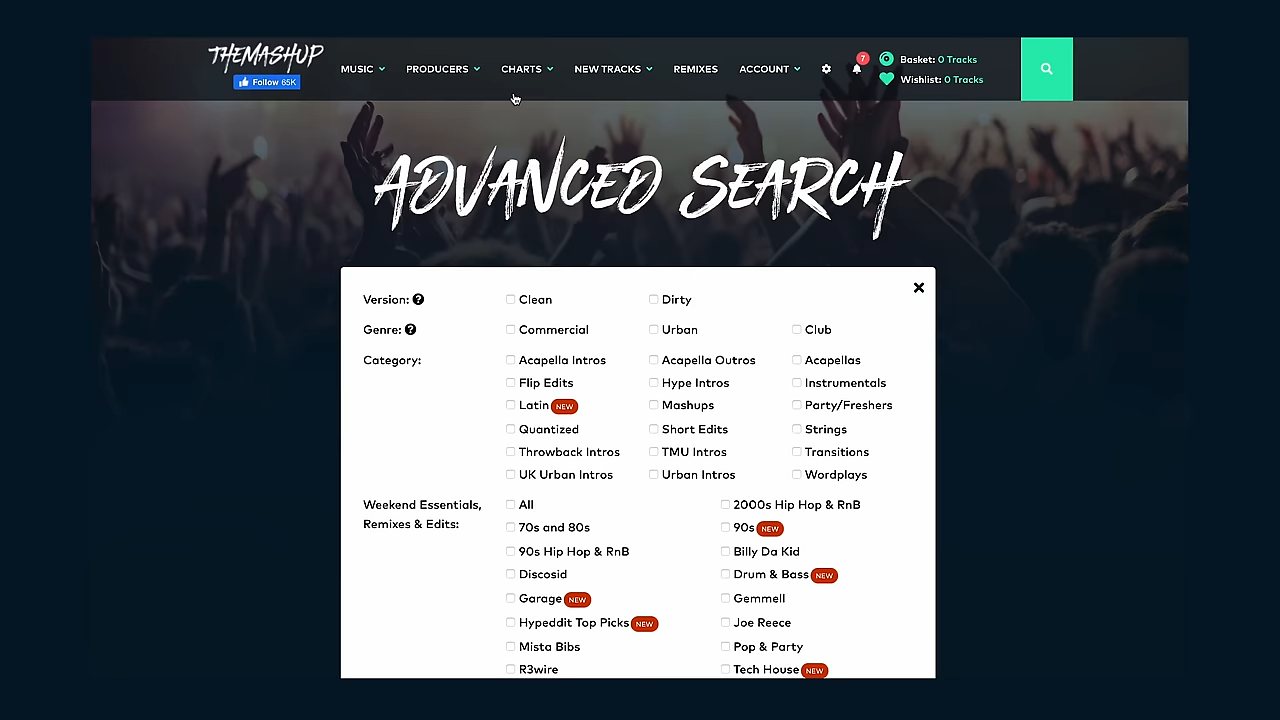 THEMASHUP
Follow 65K
MUSIC PRODUCERS CHARTS NEW TRACKS REMIXES ACCOUNT 7
Basket: 0 Tracks
Wishlist: 0 Tracks
ADVANCED SEARCH
Version: ? Clean Dirty
Genre: ? Commercial Urban Club
Category: Acapella Intros Acapella Outros Acapellas
Flip Edits Hype Intros Instrumentals
Latin NEW Mashups Party/Freshers
Quantized Short Edits Strings
Throwback Intros TMU Intros Transitions
UK Urban Intros Urban Intros Wordplays
Weekend Essentials, All 2000s Hip Hop & RnB
Remixes & Edits: 70s and 80s 90s NEW
90s Hip Hop & RnB Billy Da Kid
Discosid Drum & Bass NEW
Garage NEW Gemmell
Hypeddit Top Picks NEW Joe Reece
Mista Bibs Pop & Party
R3wire Tech House NEW